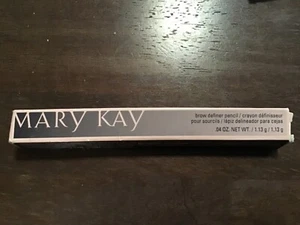 MARY KAY
brow definer pencil / crayon définisseur
pour sourcils / lápiz delineador para cejas
.04 OZ. NET WT. / 1.13 g / 1,13 g